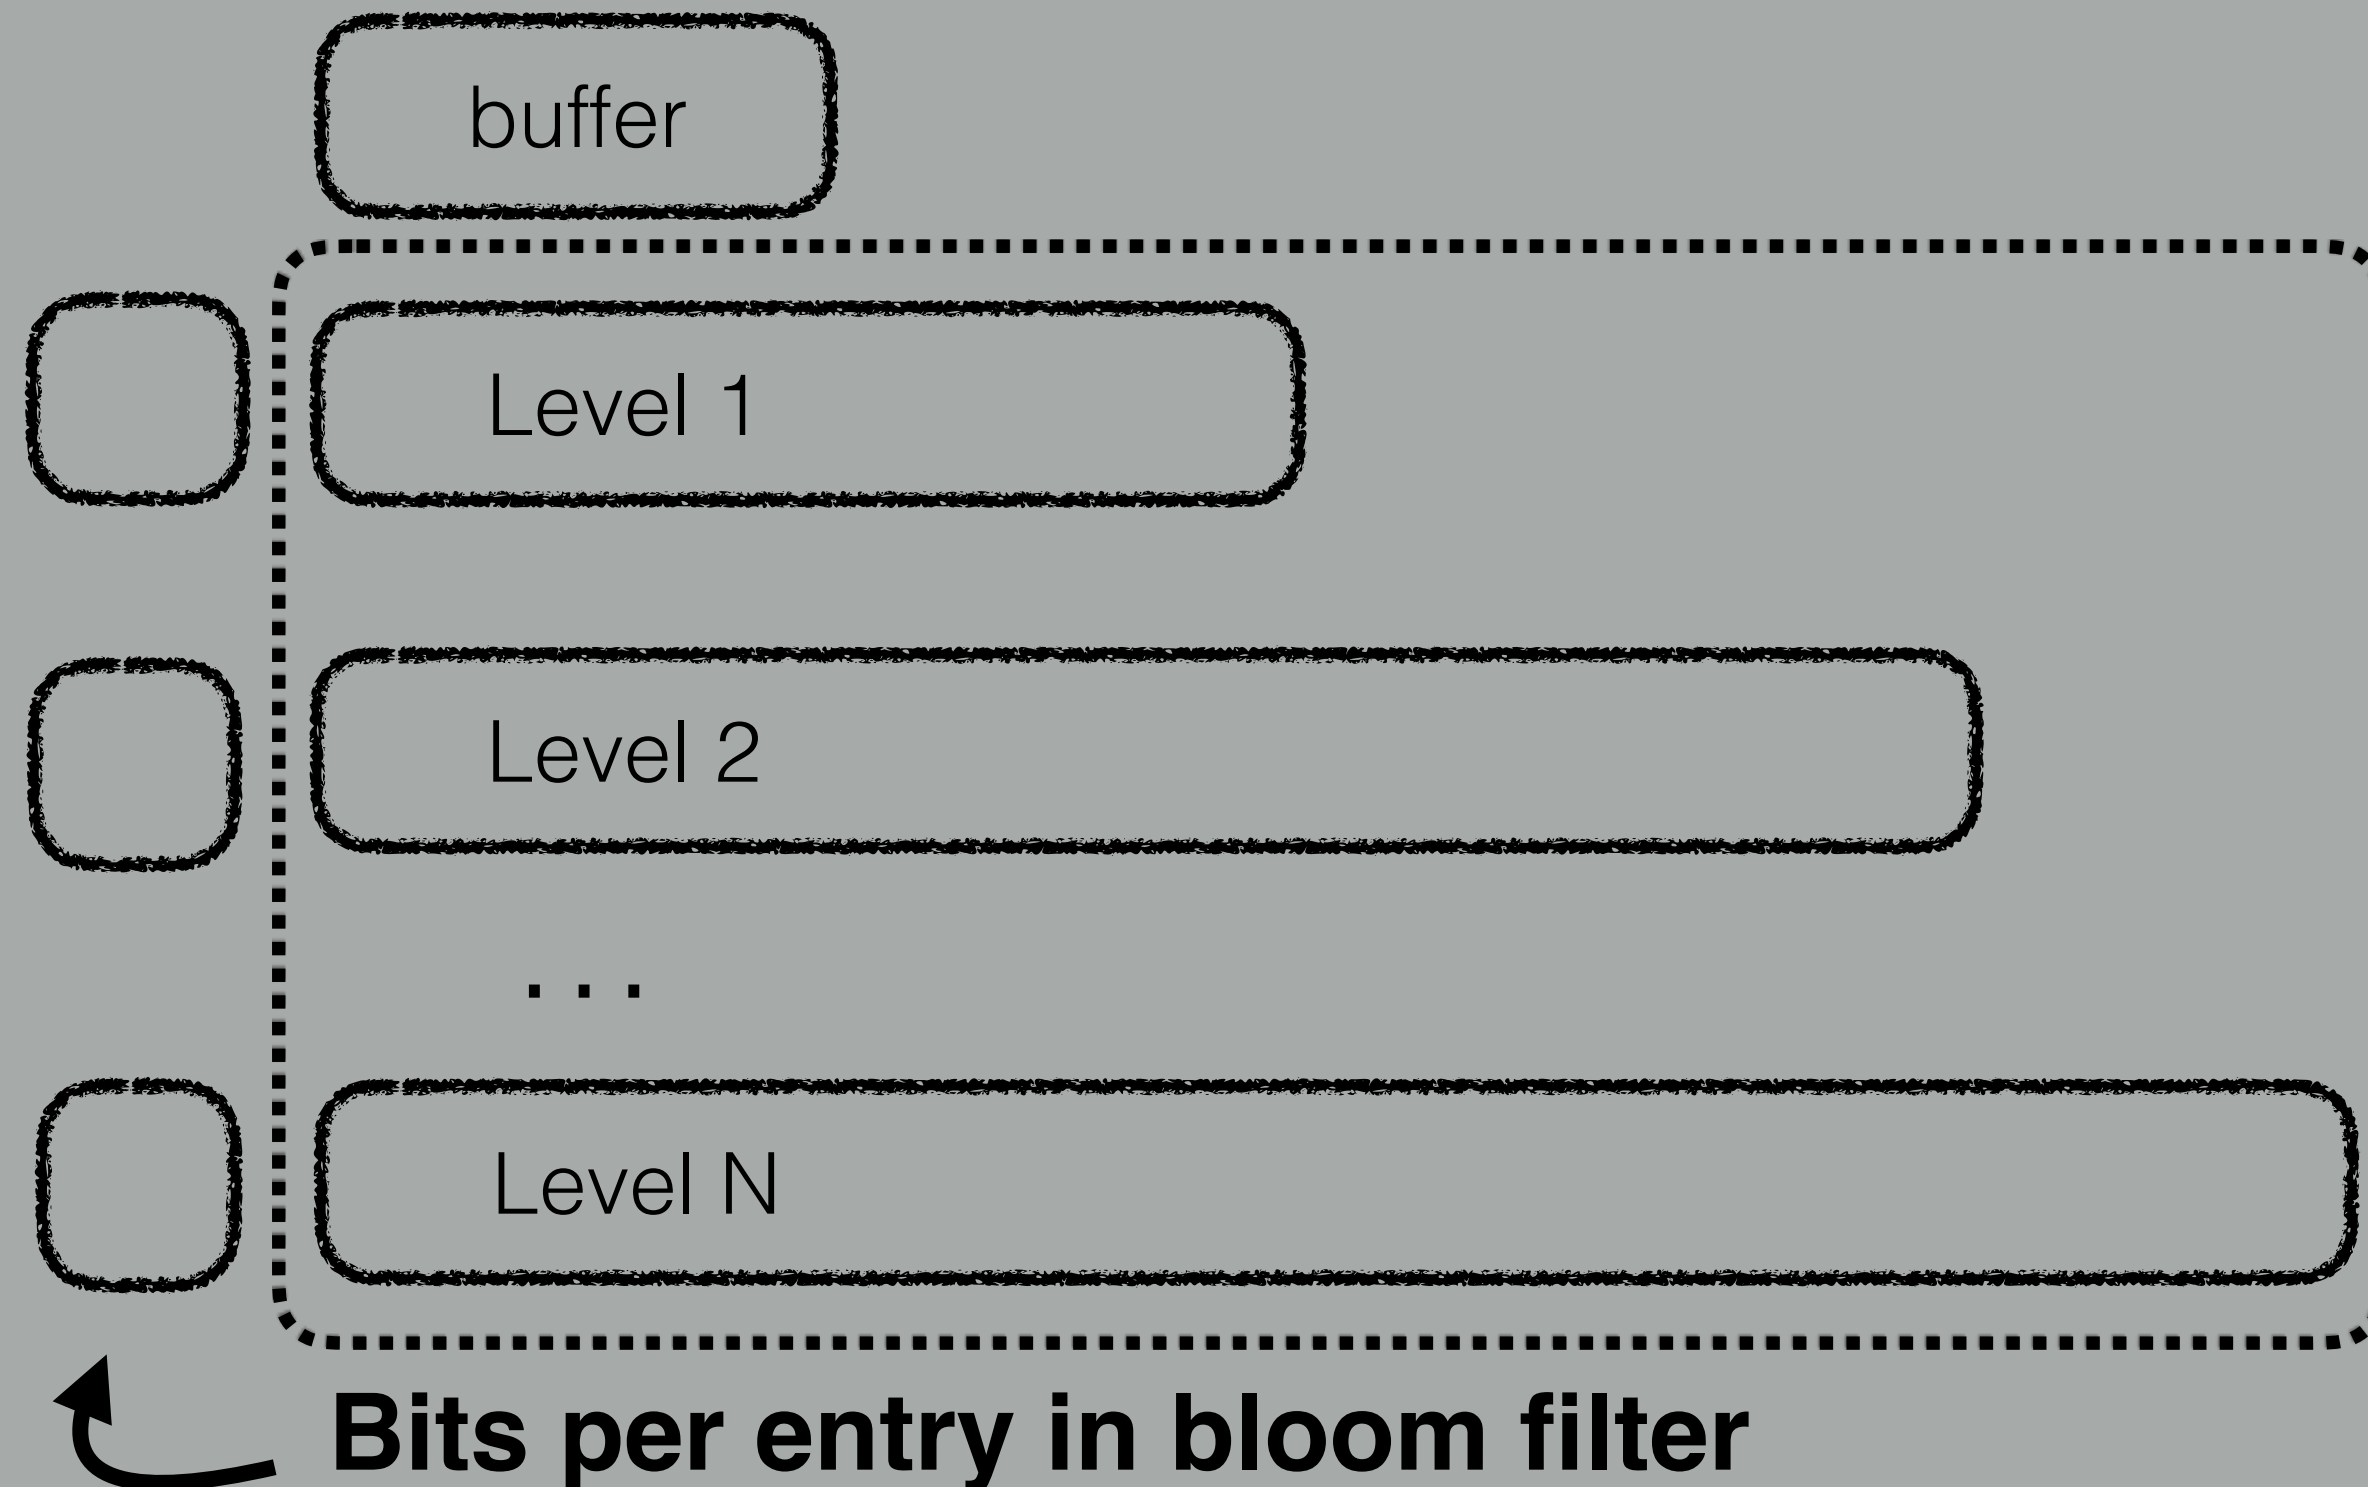 buffer
Level 1
Level 2
...
Level N
Bits per entry in bloom filter